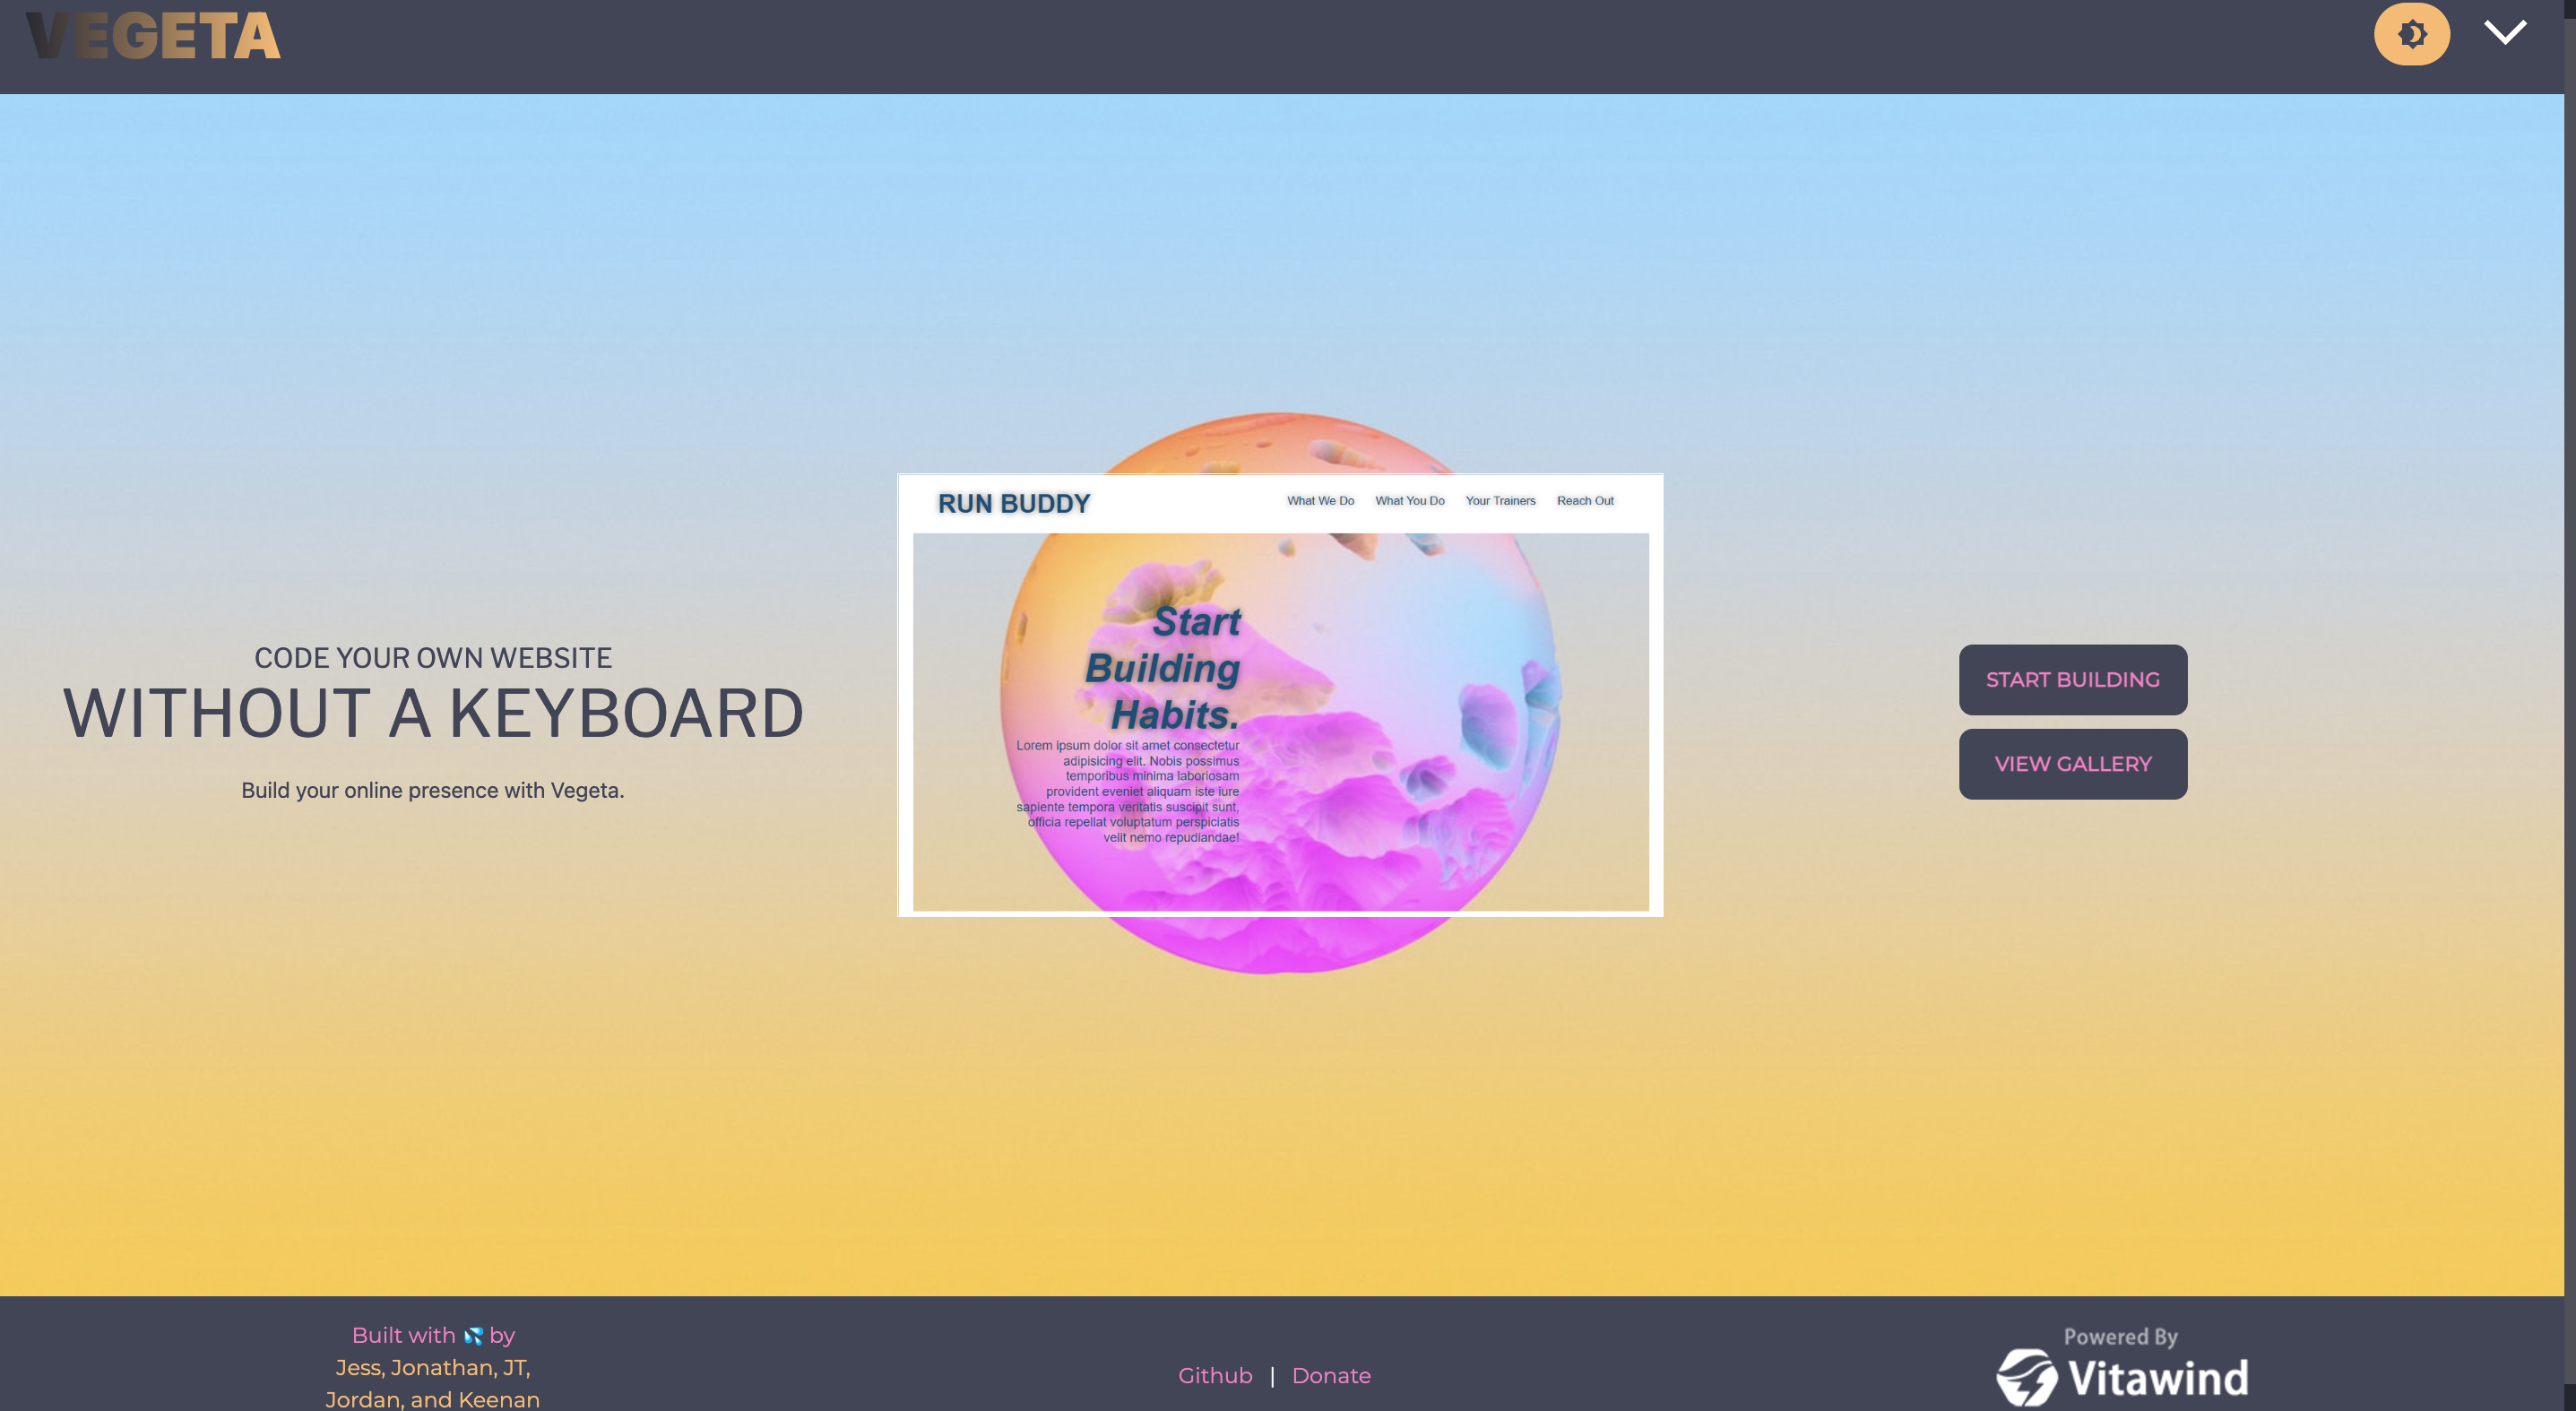 VEGETA
CODE YOUR OWN WEBSITE
WITHOUT A KEYBOARD
Build your online presence with Vegeta.
RUN BUDDY
What We Do What You Do Your Trainers Reach Out
Start
Building
Habits.
Lorem ipsum dolor sit amet consectetur
adipisicing elit. Nobis possimus
temporibus minima laboriosam
provident eveniet aliquam iste iure
sapiente tempora veritatis suscipit sunt,
officia repellat voluptatum perspiciatis
velit nemo repudiandae!
START BUILDING
VIEW GALLERY
Built with 💦 by
Jess, Jonathan, JT,
Jordan, and Keenan
Github | Donate
Powered By
Vitawind